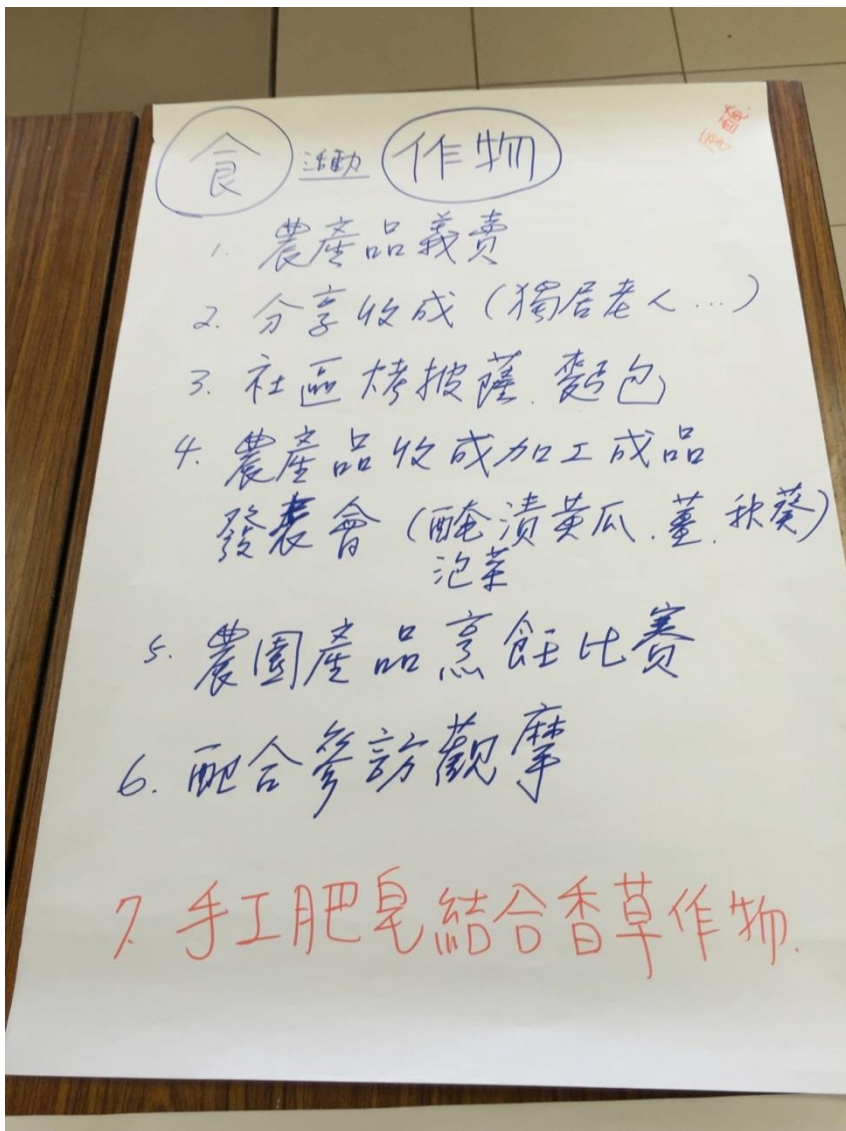 食 活動 作物
1. 農產品義賣
2. 分享收成(獨居老人...)
3. 社區烤披薩、麵包
4. 農產品收成加工成品
發表會(醃漬黃瓜、薑、秋葵)
泡菜
5. 農園產品烹飪比賽
6. 配合參訪觀摩
7. 手工肥皂結合香草作物.